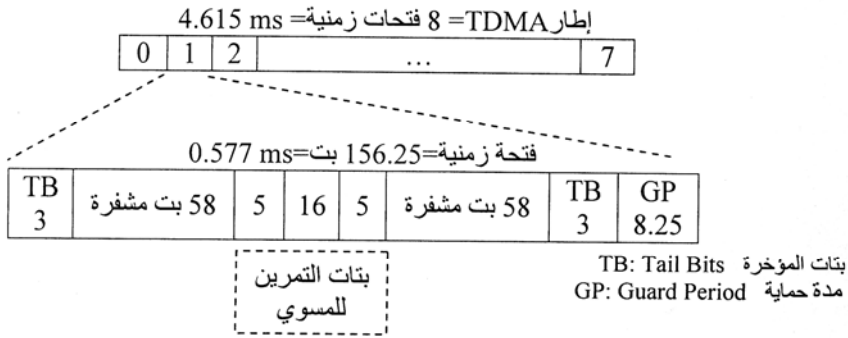 إطار TDMA= 8 فتحات زمنية= 4.615 ms
0 1 2 ... 7
فتحة زمنية=156.25 بت=0.577 ms
TB 3 58 بت مشفرة 5 16 5 58 بت مشفرة TB 3 GP 8.25
بتات التمرين
للمسوي
TB: Tail Bits بتات المؤخرة
GP: Guard Period مدة حماية